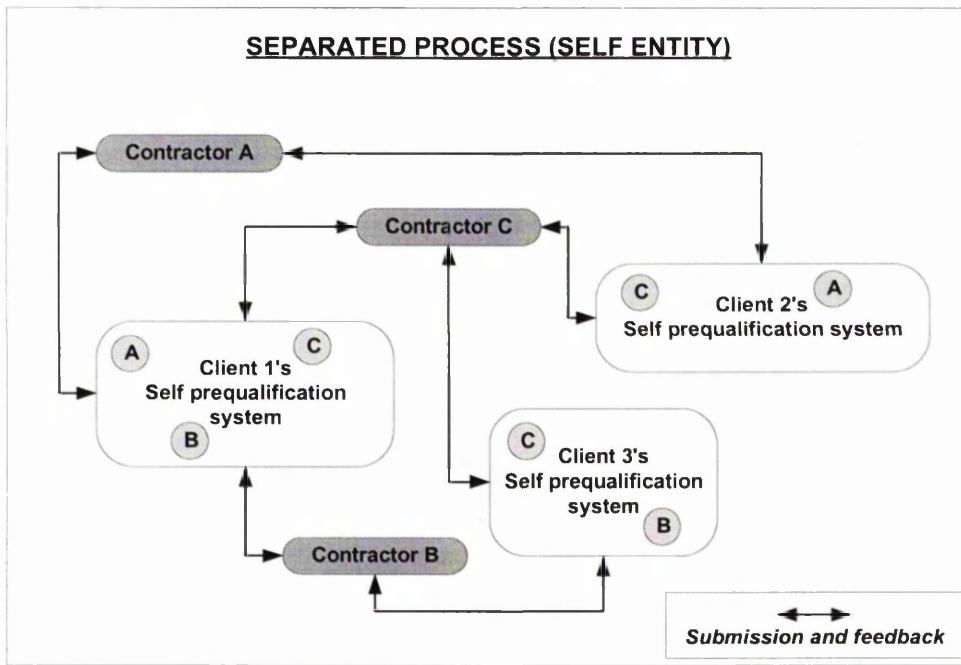 SEPARATED PROCESS (SELF ENTITY)
Contractor A
Contractor C
C
A
Client 2's
Self prequalification system
A
C
Client 1's
Self prequalification
system
B
C
Client 3's
Self prequalification
system
B
Contractor B
Submission and feedback